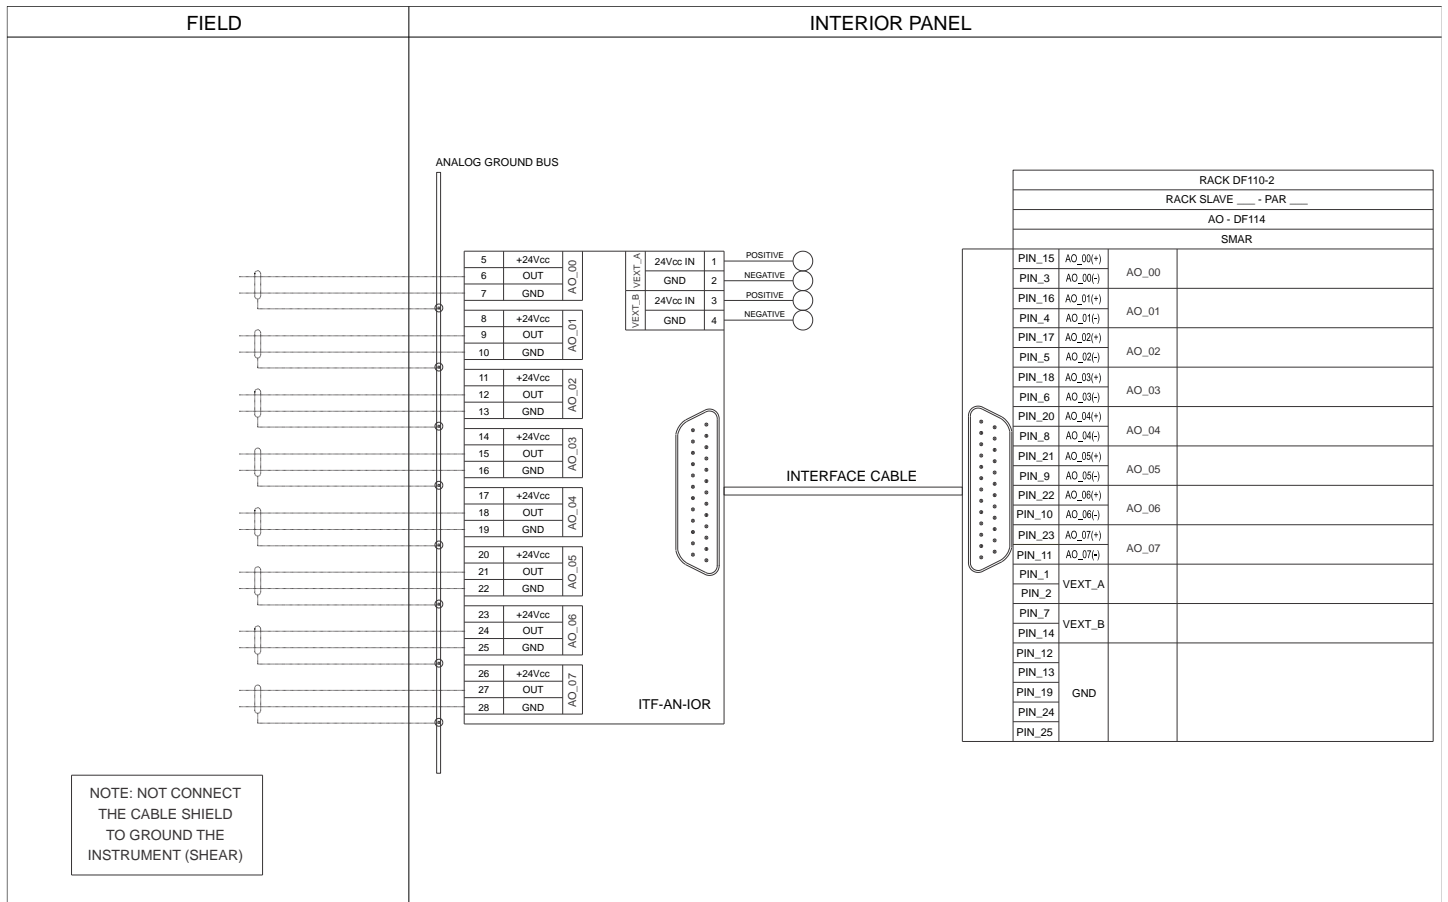 FIELD
INTERIOR PANEL
ANALOG GROUND BUS
5 +24Vcc
6 OUT
7 GND
AO_00
8 +24Vcc
9 OUT
10 GND
AO_01
11 +24Vcc
12 OUT
13 GND
AO_02
14 +24Vcc
15 OUT
16 GND
AO_03
17 +24Vcc
18 OUT
19 GND
AO_04
20 +24Vcc
21 OUT
22 GND
AO_05
23 +24Vcc
24 OUT
25 GND
AO_06
26 +24Vcc
27 OUT
28 GND
AO_07
VEXT_A
24Vcc IN 1 POSITIVE
GND 2 NEGATIVE
VEXT_B
24Vcc IN 3 POSITIVE
GND 4 NEGATIVE
ITF-AN-IOR
INTERFACE CABLE
RACK DF110-2
RACK SLAVE ___ - PAR ___
AO - DF114
SMAR
PIN_15 AO_00(+)
AO_00
PIN_3 AO_00(-)
PIN_16 AO_01(+)
AO_01
PIN_4 AO_01(-)
PIN_17 AO_02(+)
AO_02
PIN_5 AO_02(-)
PIN_18 AO_03(+)
AO_03
PIN_6 AO_03(-)
PIN_20 AO_04(+)
AO_04
PIN_8 AO_04(-)
PIN_21 AO_05(+)
AO_05
PIN_9 AO_05(-)
PIN_22 AO_06(+)
AO_06
PIN_10 AO_06(-)
PIN_23 AO_07(+)
AO_07
PIN_11 AO_07(-)
PIN_1
VEXT_A
PIN_2
PIN_7
VEXT_B
PIN_14
PIN_12
PIN_13
PIN_19 GND
PIN_24
PIN_25
NOTE: NOT CONNECT
THE CABLE SHIELD
TO GROUND THE
INSTRUMENT (SHEAR)